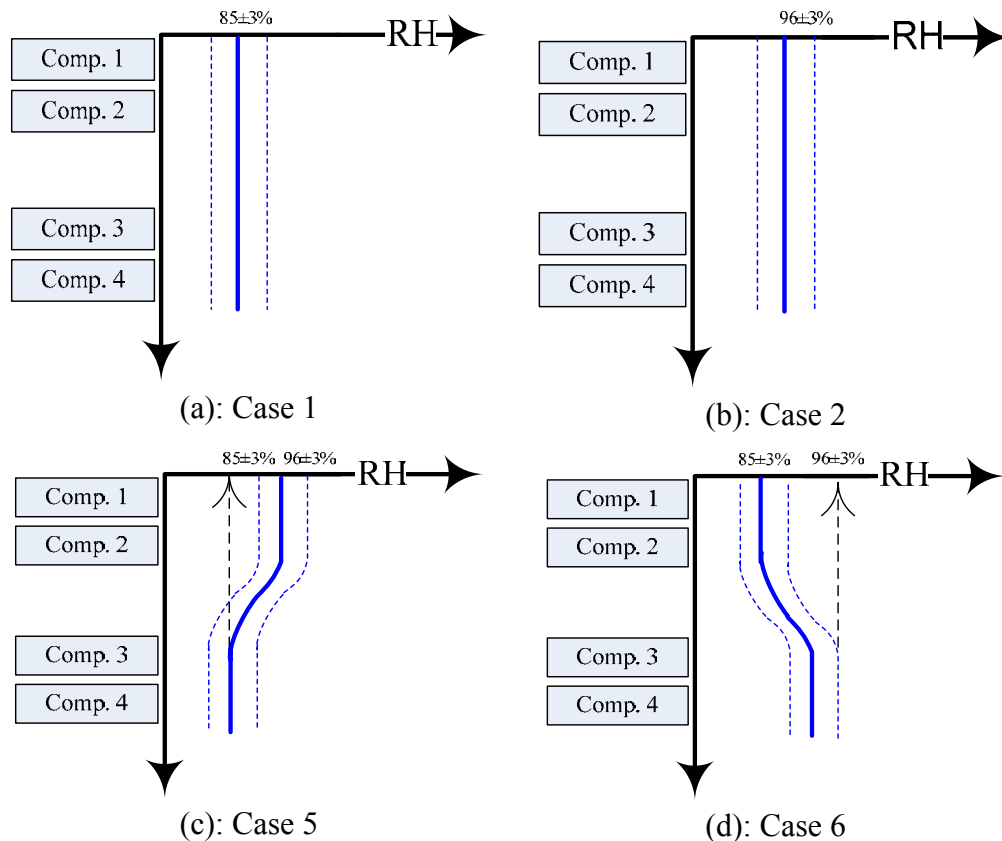 85±3%
RH
Comp. 1
Comp. 2
Comp. 3
Comp. 4
(a): Case 1
96±3%
RH
Comp. 1
Comp. 2
Comp. 3
Comp. 4
(b): Case 2
85±3% 96±3%
RH
Comp. 1
Comp. 2
Comp. 3
Comp. 4
(c): Case 5
85±3% 96±3%
RH
Comp. 1
Comp. 2
Comp. 3
Comp. 4
(d): Case 6